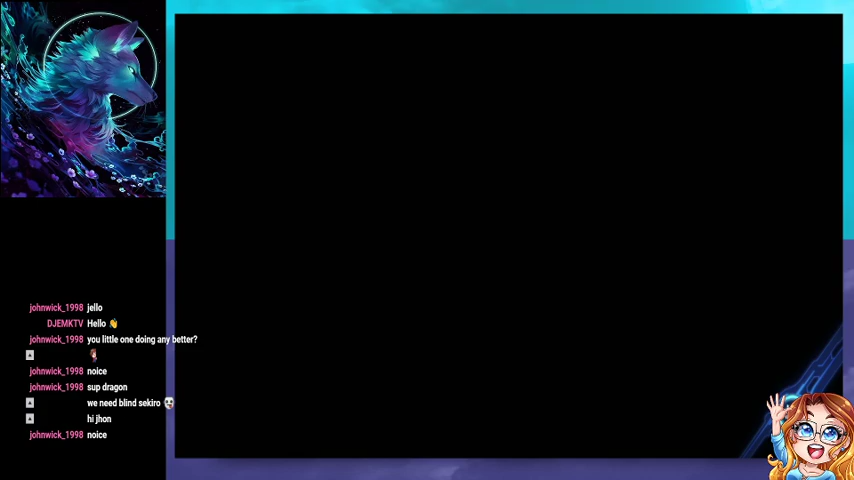 johnwick_1998 jello
DJEMKTV Hello 👋
johnwick_1998 you little one doing any better?
johnwick_1998 noice
johnwick_1998 sup dragon
we need blind sekiro
hi jhon
johnwick_1998 noice